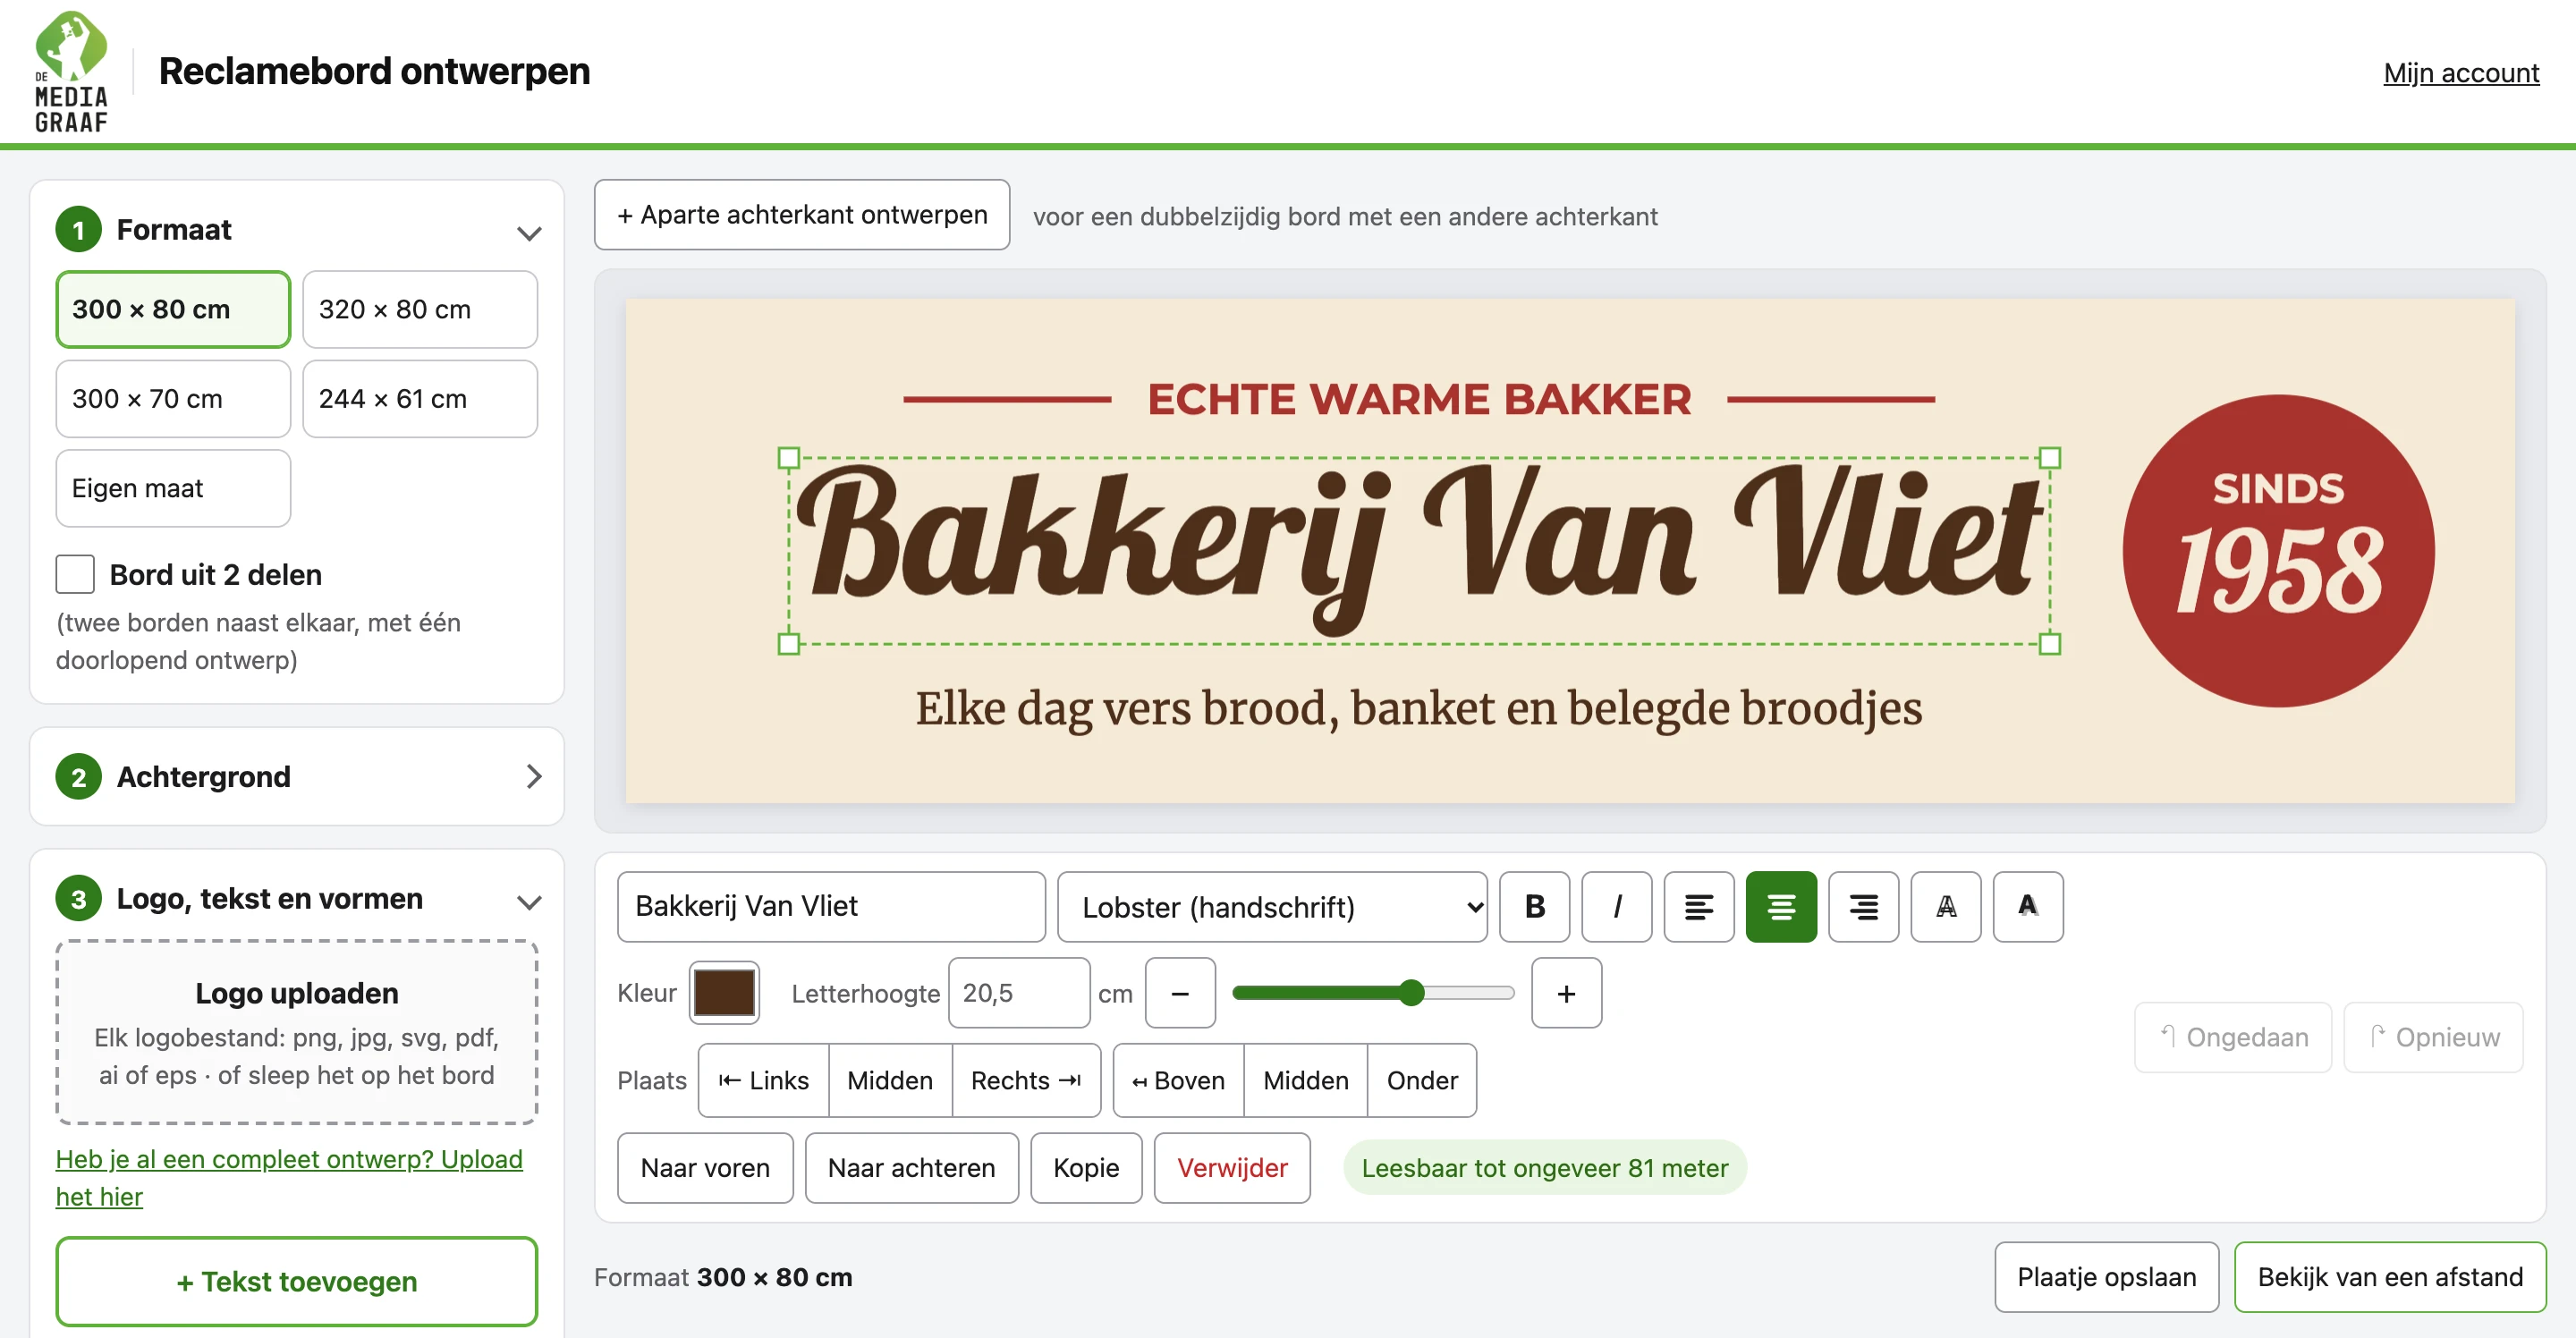 DE
MEDIA
GRAAF
Reclamebord ontwerpen
Mijn account
1 Formaat
300 × 80 cm
320 × 80 cm
300 × 70 cm
244 × 61 cm
Eigen maat
Bord uit 2 delen
(twee borden naast elkaar, met één
doorlopend ontwerp)
2 Achtergrond
3 Logo, tekst en vormen
Logo uploaden
Elk logobestand: png, jpg, svg, pdf,
ai of eps · of sleep het op het bord
Heb je al een compleet ontwerp? Upload
het hier
+ Tekst toevoegen
+ Aparte achterkant ontwerpen
voor een dubbelzijdig bord met een andere achterkant
ECHTE WARME BAKKER
Bakkerij Van Vliet
Elke dag vers brood, banket en belegde broodjes
SINDS
1958
Bakkerij Van Vliet
Lobster (handschrift)
B
I
A
A
Kleur
Letterhoogte 20,5 cm − +
Plaats
⇤ Links
Midden
Rechts ⇥
↤ Boven
Midden
Onder
Ongedaan
Opnieuw
Naar voren
Naar achteren
Kopie
Verwijder
Leesbaar tot ongeveer 81 meter
Formaat 300 × 80 cm
Plaatje opslaan
Bekijk van een afstand